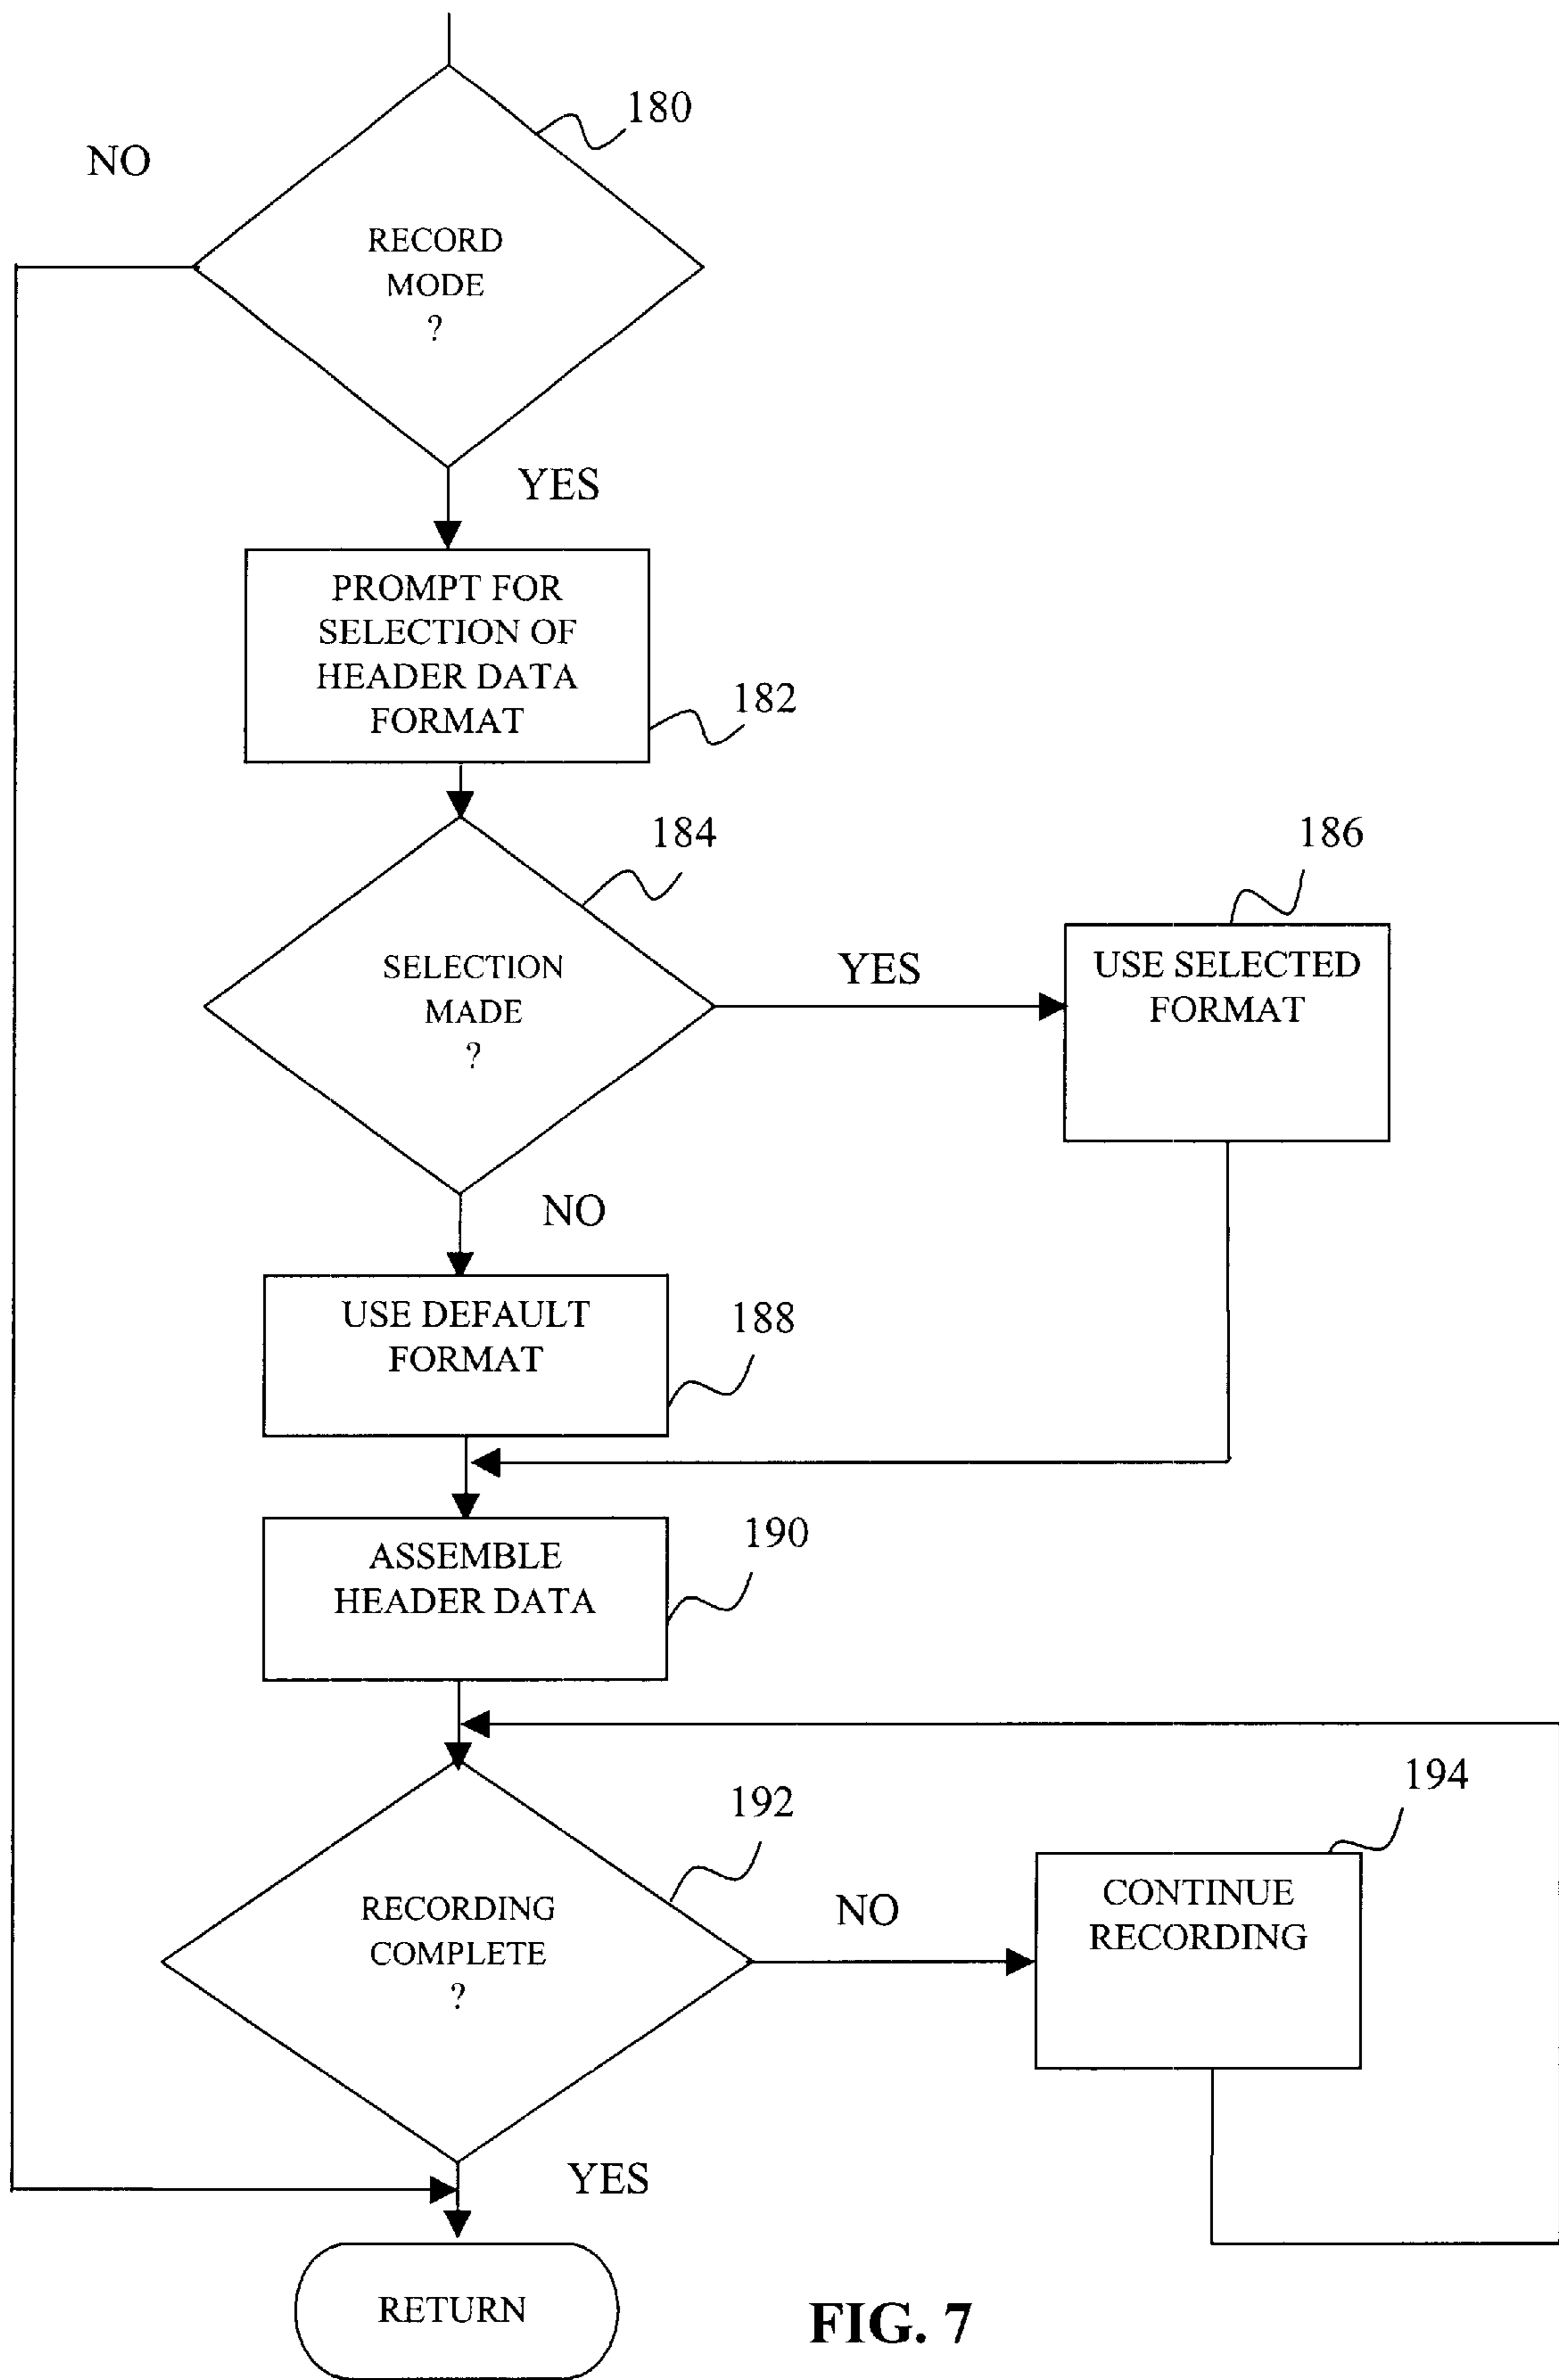 180
NO
RECORD
MODE
?
YES
PROMPT FOR
SELECTION OF
HEADER DATA
FORMAT
182
184
186
SELECTION
MADE
?
YES
USE SELECTED
FORMAT
NO
USE DEFAULT
FORMAT
188
ASSEMBLE
HEADER DATA
190
192
194
RECORDING
COMPLETE
?
NO
CONTINUE
RECORDING
YES
RETURN
FIG. 7